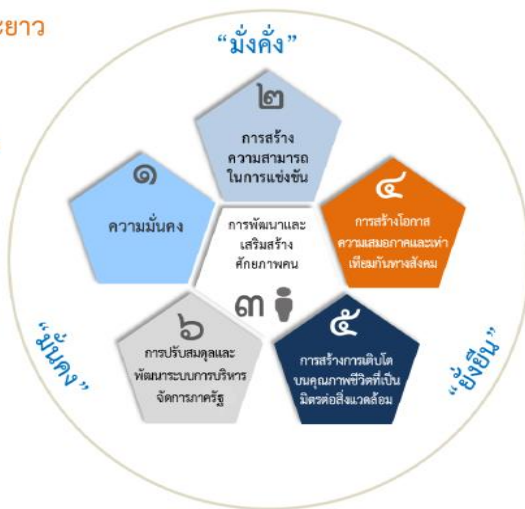 ะยาว
“มั่งคั่ง”
๒
การสร้าง
ความสามารถ
ในการแข่งขัน
๑
ความมั่นคง
๔
การสร้างโอกาส
ความเสมอภาคและเท่า
เทียมกันทางสังคม
การพัฒนาและ
เสริมสร้าง
ศักยภาพคน
๓
๖
การปรับสมดุลและ
พัฒนาระบบการบริหาร
จัดการภาครัฐ
๕
การสร้างการเติบโต
บนคุณภาพชีวิตที่เป็น
มิตรต่อสิ่งแวดล้อม
“มั่นคง”
“ยั่งยืน”